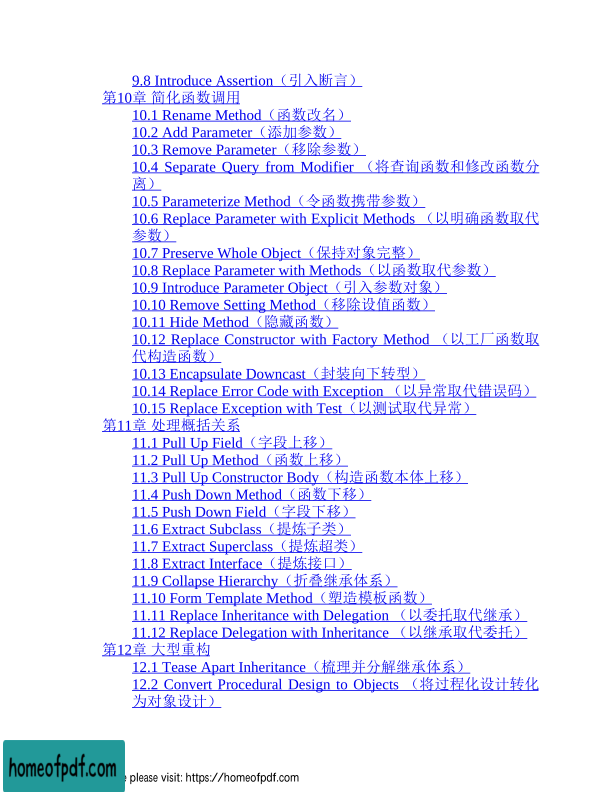 9.8 Introduce Assertion（引入断言）
第10章 简化函数调用
10.1 Rename Method（函数改名）
10.2 Add Parameter（添加参数）
10.3 Remove Parameter（移除参数）
10.4 Separate Query from Modifier （将查询函数和修改函数分
离）
10.5 Parameterize Method（令函数携带参数）
10.6 Replace Parameter with Explicit Methods （以明确函数取代
参数）
10.7 Preserve Whole Object（保持对象完整）
10.8 Replace Parameter with Methods（以函数取代参数）
10.9 Introduce Parameter Object（引入参数对象）
10.10 Remove Setting Method（移除设值函数）
10.11 Hide Method（隐藏函数）
10.12 Replace Constructor with Factory Method （以工厂函数取
代构造函数）
10.13 Encapsulate Downcast（封装向下转型）
10.14 Replace Error Code with Exception （以异常取代错误码）
10.15 Replace Exception with Test（以测试取代异常）
第11章 处理概括关系
11.1 Pull Up Field（字段上移）
11.2 Pull Up Method（函数上移）
11.3 Pull Up Constructor Body（构造函数本体上移）
11.4 Push Down Method（函数下移）
11.5 Push Down Field（字段下移）
11.6 Extract Subclass（提炼子类）
11.7 Extract Superclass（提炼超类）
11.8 Extract Interface（提炼接口）
11.9 Collapse Hierarchy（折叠继承体系）
11.10 Form Template Method（塑造模板函数）
11.11 Replace Inheritance with Delegation （以委托取代继承）
11.12 Replace Delegation with Inheritance （以继承取代委托）
第12章 大型重构
12.1 Tease Apart Inheritance（梳理并分解继承体系）
12.2 Convert Procedural Design to Objects （将过程化设计转化
为对象设计）
homeofpdf.com
please visit: https://homeofpdf.com